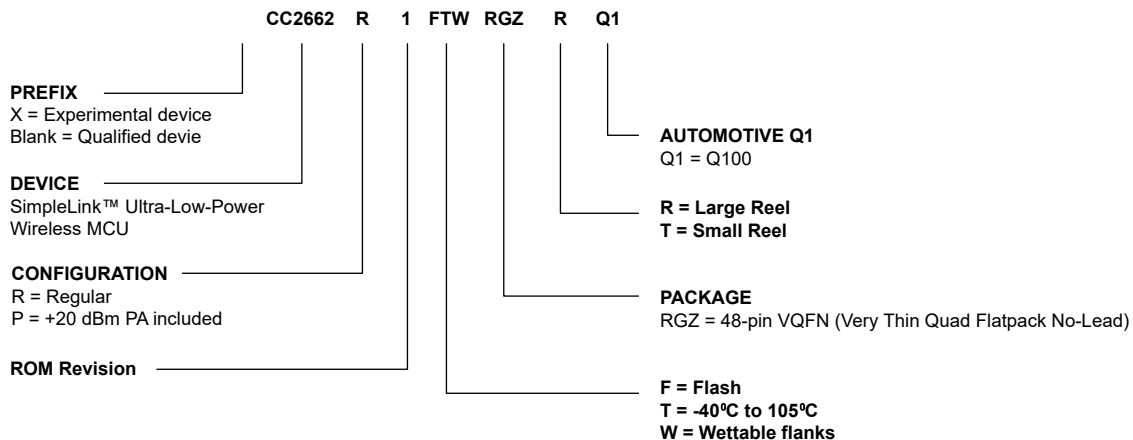 CC2662 R 1 FTW RGZ R Q1
PREFIX
X = Experimental device
Blank = Qualified devie
DEVICE
SimpleLink™ Ultra-Low-Power
Wireless MCU
CONFIGURATION
R = Regular
P = +20 dBm PA included
ROM Revision
AUTOMOTIVE Q1
Q1 = Q100
R = Large Reel
T = Small Reel
PACKAGE
RGZ = 48-pin VQFN (Very Thin Quad Flatpack No-Lead)
F = Flash
T = -40⁰C to 105⁰C
W = Wettable flanks